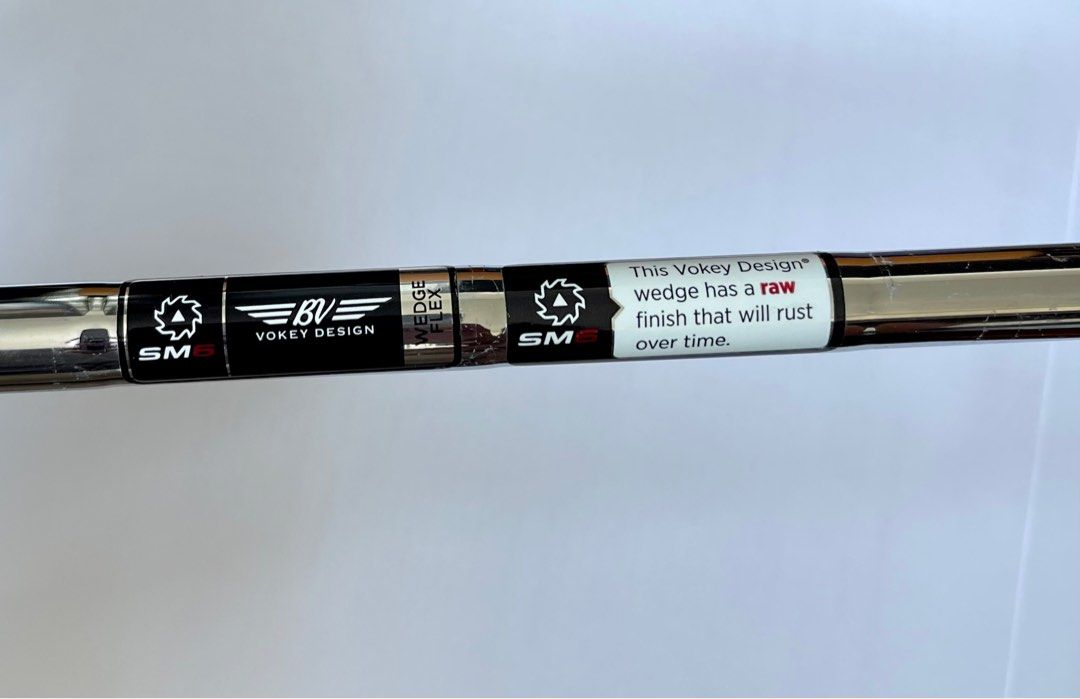 SM6
BV
VOKEY DESIGN
WEDGE
FLEX
SM6
This Vokey Design®
wedge has a raw
finish that will rust
over time.